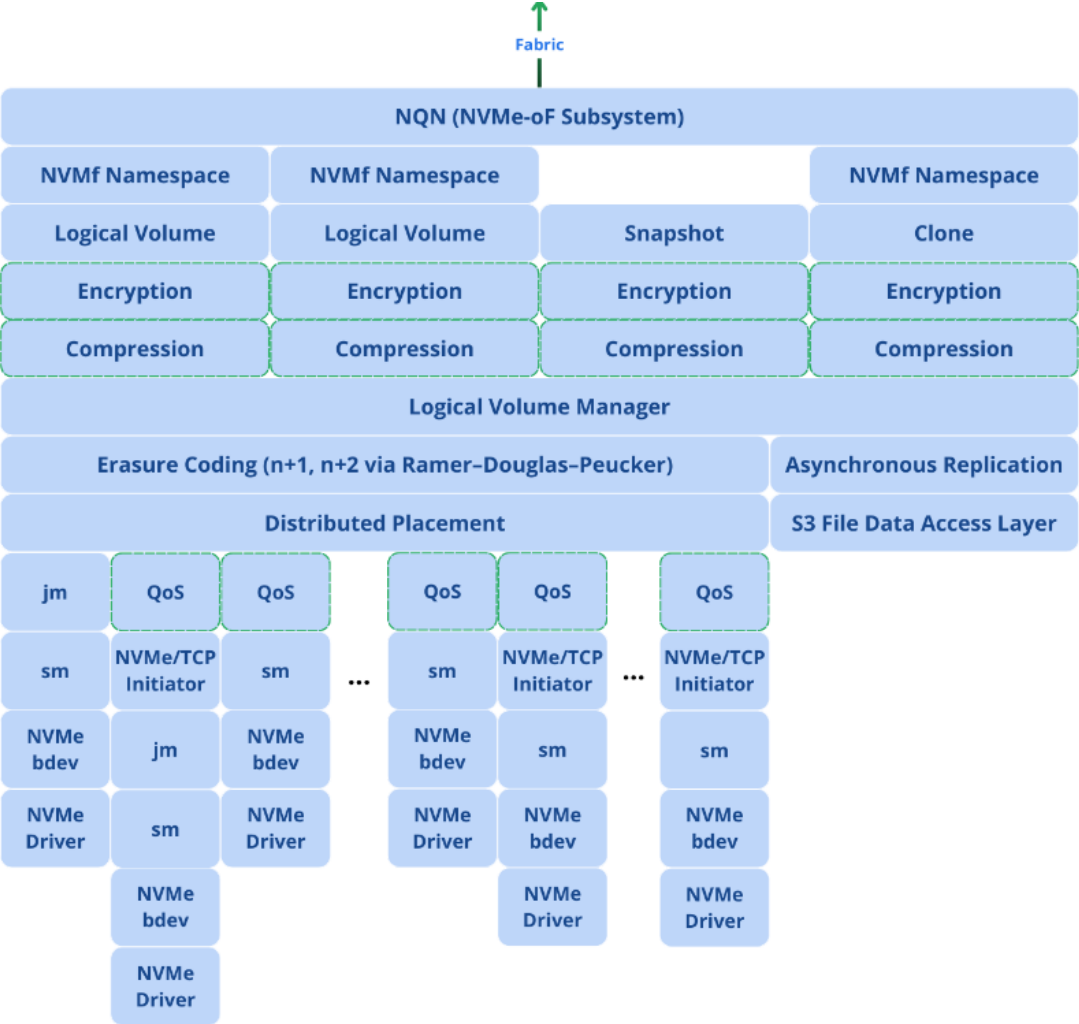 Fabric
NQN (NVMe-oF Subsystem)
NVMf Namespace NVMf Namespace NVMf Namespace
Logical Volume Logical Volume Snapshot Clone
Encryption Encryption Encryption Encryption
Compression Compression Compression Compression
Logical Volume Manager
Erasure Coding (n+1, n+2 via Ramer–Douglas–Peucker) Asynchronous Replication
Distributed Placement S3 File Data Access Layer
jm QoS QoS QoS QoS QoS
sm NVMe/TCP Initiator sm ... sm NVMe/TCP Initiator ... NVMe/TCP Initiator
NVMe bdev jm NVMe bdev NVMe bdev sm sm
NVMe Driver sm NVMe Driver NVMe Driver NVMe bdev NVMe bdev
NVMe bdev NVMe Driver NVMe Driver
NVMe Driver